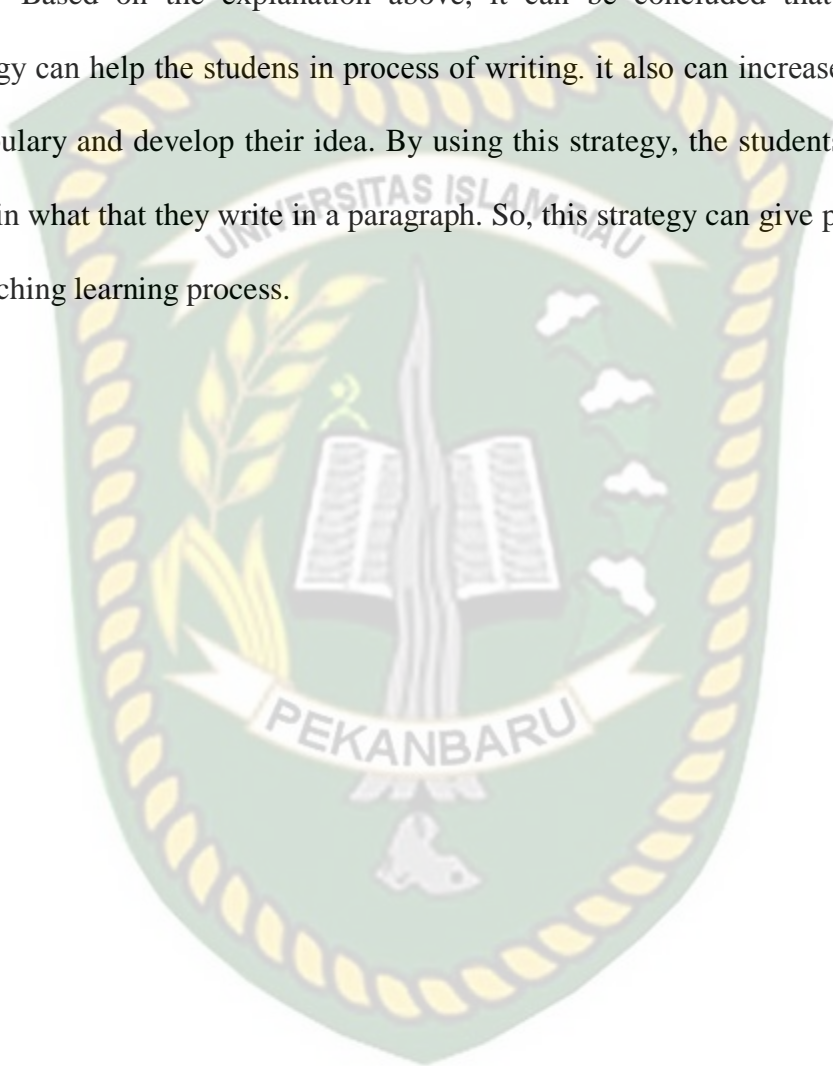 Based on the explanation above, it can be concluded that
gy can help the studens in process of writing. it also can increase
ulary and develop their idea. By using this strategy, the students
in what that they write in a paragraph. So, this strategy can give p
ching learning process.
UNIVERSITAS ISLAM RIAU
PEKANBARU